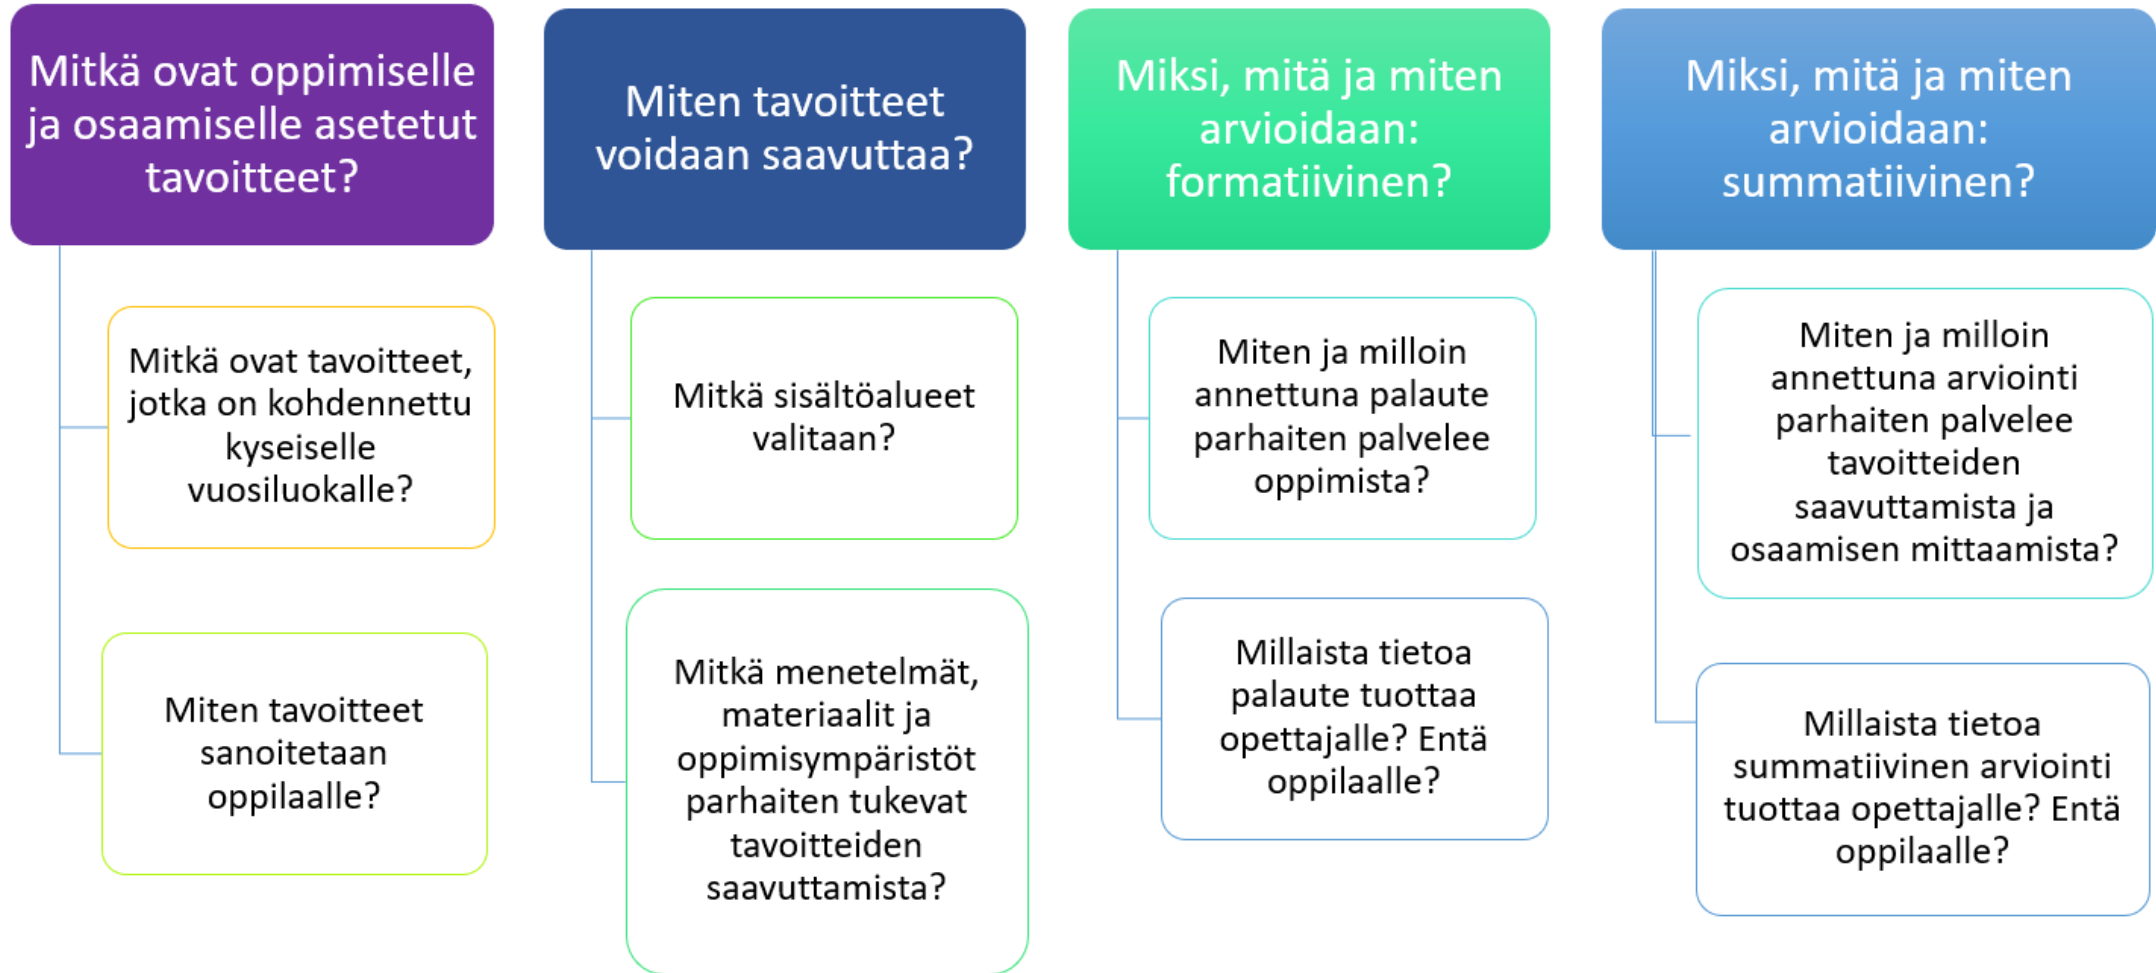 Mitkä ovat oppimiselle
ja osaamiselle asetetut
tavoitteet?
Mitkä ovat tavoitteet,
jotka on kohdennettu
kyseiselle
vuosiluokalle?
Miten tavoitteet
sanoitetaan
oppilaalle?
Miten tavoitteet
voidaan saavuttaa?
Mitkä sisältöalueet
valitaan?
Mitkä menetelmät,
materiaalit ja
oppimisympäristöt
parhaiten tukevat
tavoitteiden
saavuttamista?
Miksi, mitä ja miten
arvioidaan:
formatiivinen?
Miten ja milloin
annettuna palaute
parhaiten palvelee
oppimista?
Millaista tietoa
palaute tuottaa
opettajalle? Entä
oppilaalle?
Miksi, mitä ja miten
arvioidaan:
summatiivinen?
Miten ja milloin
annettuna arviointi
parhaiten palvelee
tavoitteiden
saavuttamista ja
osaamisen mittaamista?
Millaista tietoa
summatiivinen arviointi
tuottaa opettajalle? Entä
oppilaalle?